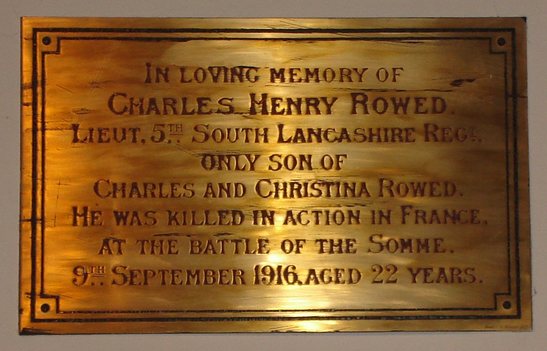 IN LOVING MEMORY OF
CHARLES HENRY ROWED.
LIEUT. 5TH. SOUTH LANCASHIRE REGT.
ONLY SON OF
CHARLES AND CHRISTINA ROWED.
HE WAS KILLED IN ACTION IN FRANCE,
AT THE BATTLE OF THE SOMME.
9TH. SEPTEMBER 1916, AGED 22 YEARS.